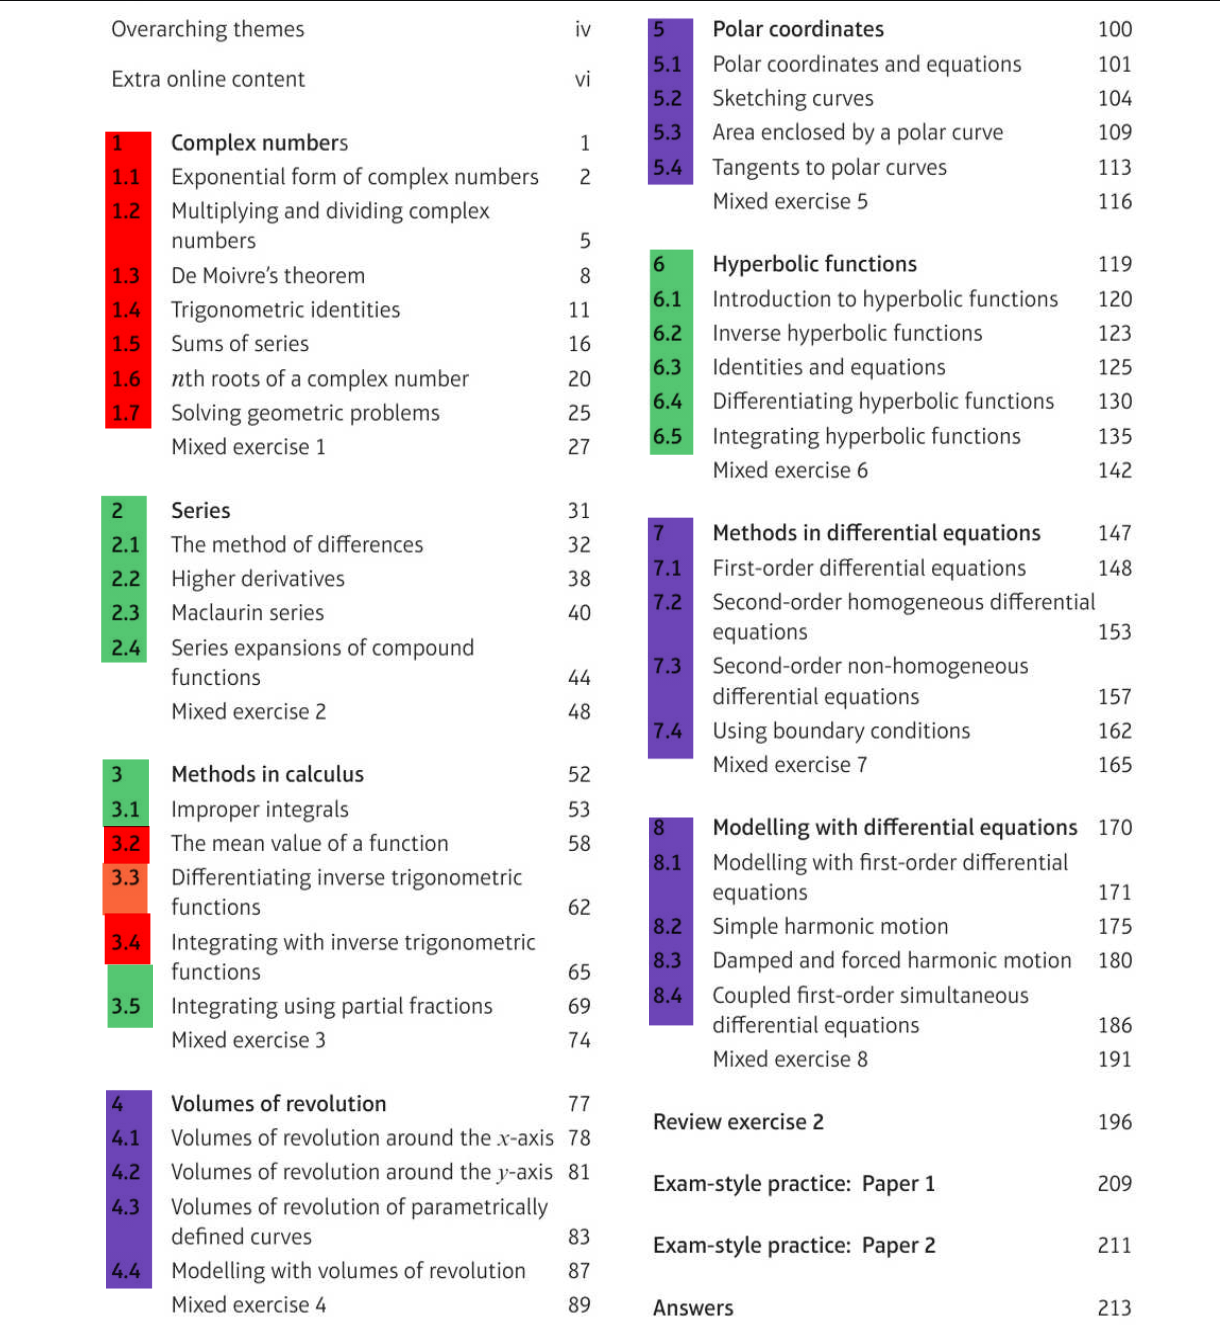 Overarching themes iv
Extra online content vi
1 Complex numbers 1
1.1 Exponential form of complex numbers 2
1.2 Multiplying and dividing complex
numbers 5
1.3 De Moivre's theorem 8
1.4 Trigonometric identities 11
1.5 Sums of series 16
1.6 nth roots of a complex number 20
1.7 Solving geometric problems 25
Mixed exercise 1 27
2 Series 31
2.1 The method of differences 32
2.2 Higher derivatives 38
2.3 Maclaurin series 40
2.4 Series expansions of compound
functions 44
Mixed exercise 2 48
3 Methods in calculus 52
3.1 Improper integrals 53
3.2 The mean value of a function 58
3.3 Differentiating inverse trigonometric
functions 62
3.4 Integrating with inverse trigonometric
functions 65
3.5 Integrating using partial fractions 69
Mixed exercise 3 74
4 Volumes of revolution 77
4.1 Volumes of revolution around the x-axis 78
4.2 Volumes of revolution around the y-axis 81
4.3 Volumes of revolution of parametrically
defined curves 83
4.4 Modelling with volumes of revolution 87
Mixed exercise 4 89
5 Polar coordinates 100
5.1 Polar coordinates and equations 101
5.2 Sketching curves 104
5.3 Area enclosed by a polar curve 109
5.4 Tangents to polar curves 113
Mixed exercise 5 116
6 Hyperbolic functions 119
6.1 Introduction to hyperbolic functions 120
6.2 Inverse hyperbolic functions 123
6.3 Identities and equations 125
6.4 Differentiating hyperbolic functions 130
6.5 Integrating hyperbolic functions 135
Mixed exercise 6 142
7 Methods in differential equations 147
7.1 First-order differential equations 148
7.2 Second-order homogeneous differential
equations 153
7.3 Second-order non-homogeneous
differential equations 157
7.4 Using boundary conditions 162
Mixed exercise 7 165
8 Modelling with differential equations 170
8.1 Modelling with first-order differential
equations 171
8.2 Simple harmonic motion 175
8.3 Damped and forced harmonic motion 180
8.4 Coupled first-order simultaneous
differential equations 186
Mixed exercise 8 191
Review exercise 2 196
Exam-style practice: Paper 1 209
Exam-style practice: Paper 2 211
Answers 213